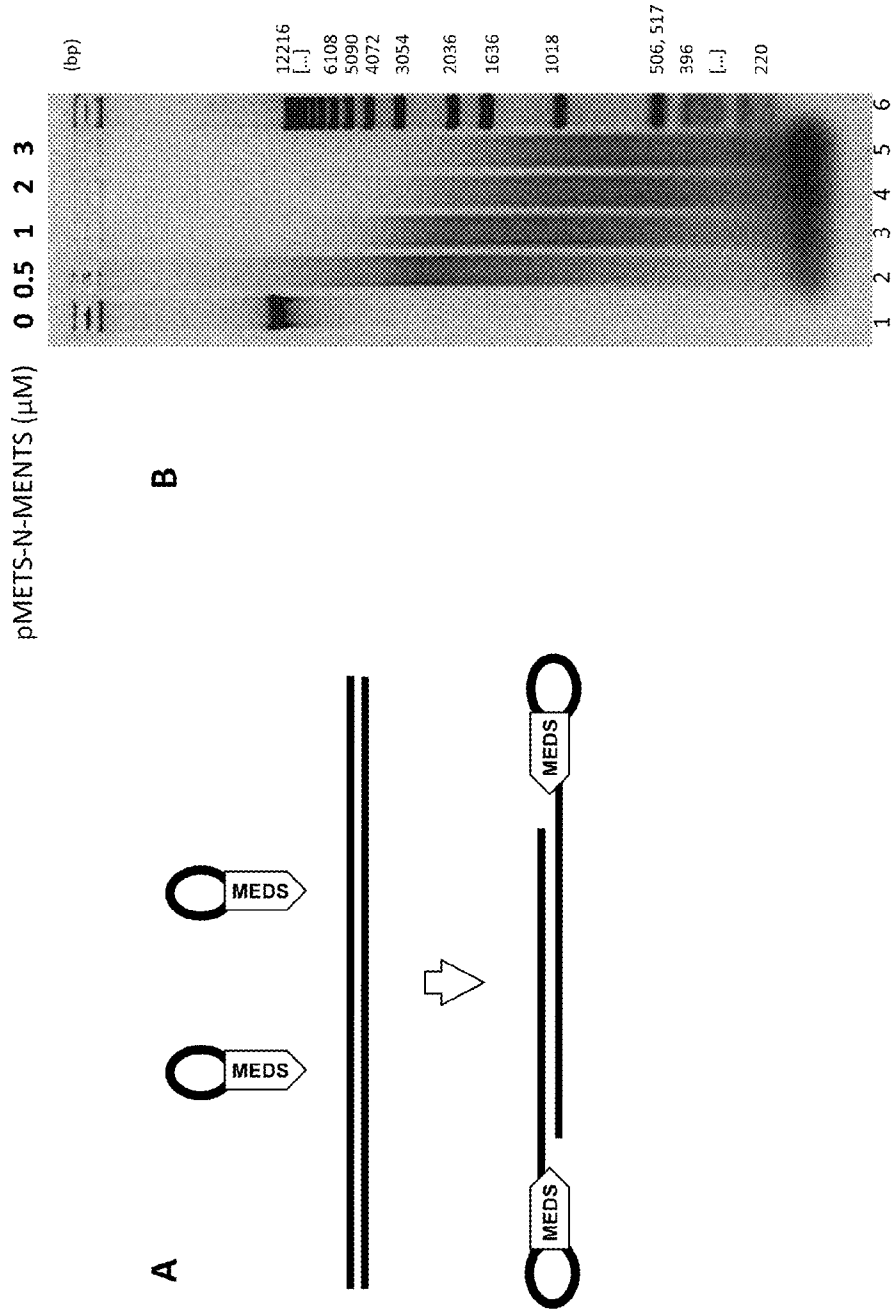 A
MEDS
MEDS
MEDS
MEDS
B
pMETS-N-MENTS (µM)
0 0.5 1 2 3
(bp)
12216
[...]
6108
5090
4072
3054
2036
1636
1018
506, 517
396
[...]
220
1 2 3 4 5 6